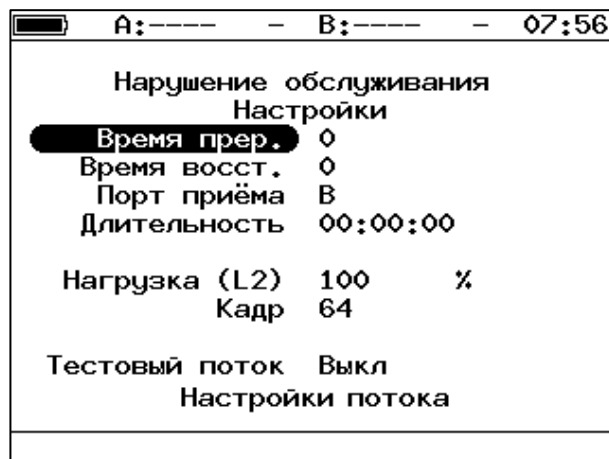 A:---- - B:---- - 07:56
Нарушение обслуживания
Настройки
Время прер. 0
Время восст. 0
Порт приёма B
Длительность 00:00:00
Нагрузка (L2) 100 %
Кадр 64
Тестовый поток Выкл
Настройки потока